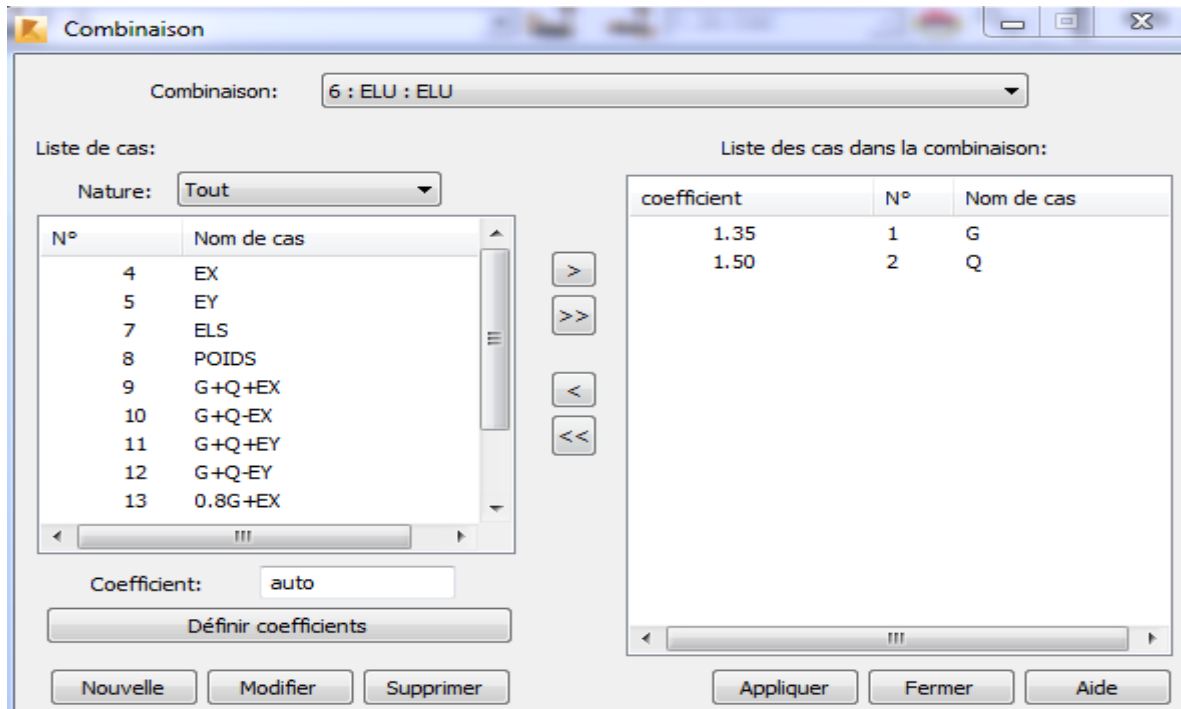 Combinaison
Combinaison: 6 : ELU : ELU
Liste de cas:
Nature: Tout
N° Nom de cas
4 EX
5 EY
7 ELS
8 POIDS
9 G+Q+EX
10 G+Q-EX
11 G+Q+EY
12 G+Q-EY
13 0.8G+EX
Coefficient: auto
Définir coefficients
Nouvelle Modifier Supprimer
>
>>
<
<<
Liste des cas dans la combinaison:
coefficient N° Nom de cas
1.35 1 G
1.50 2 Q
Appliquer Fermer Aide